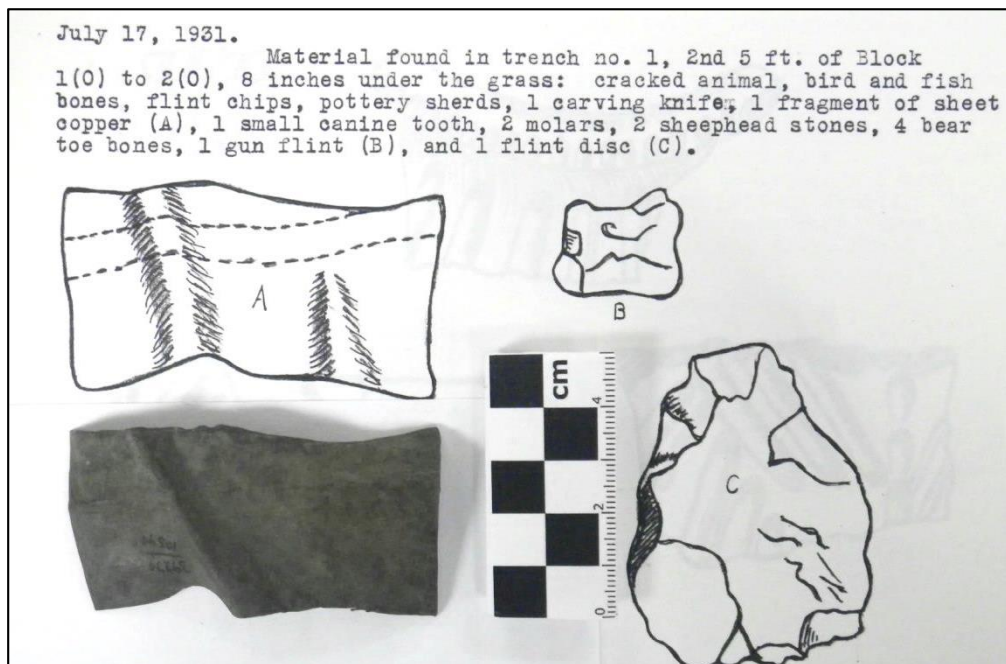 July 17, 1931.
Material found in trench no. 1, 2nd 5 ft. of Block
1(0) to 2(0), 8 inches under the grass: cracked animal, bird and fish
bones, flint chips, pottery sherds, 1 carving knife, 1 fragment of sheet
copper (A), 1 small canine tooth, 2 molars, 2 sheephead stones, 4 bear
toe bones, 1 gun flint (B), and 1 flint disc (C).
A
B
cm
4
2
0
C